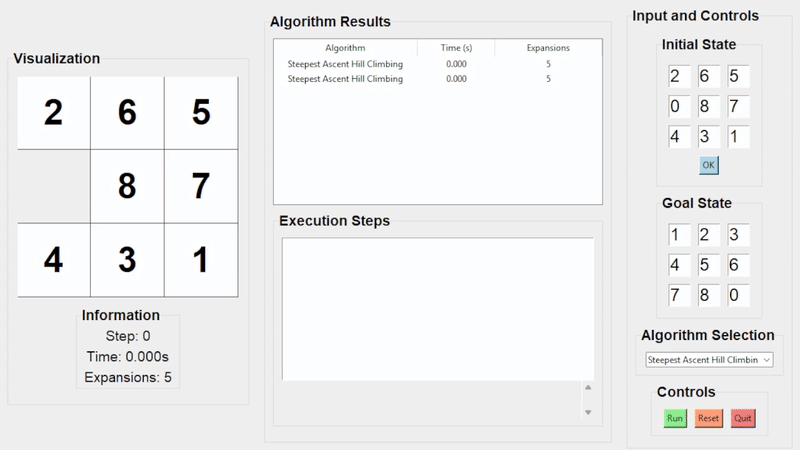 Visualization
2 6 5
8 7
4 3 1
Information
Step: 0
Time: 0.000s
Expansions: 5
Algorithm Results
Algorithm Time (s) Expansions
Steepest Ascent Hill Climbing 0.000 5
Steepest Ascent Hill Climbing 0.000 5
Execution Steps
Input and Controls
Initial State
2 6 5
0 8 7
4 3 1
OK
Goal State
1 2 3
4 5 6
7 8 0
Algorithm Selection
Steepest Ascent Hill Climbin
Controls
Run Reset Quit